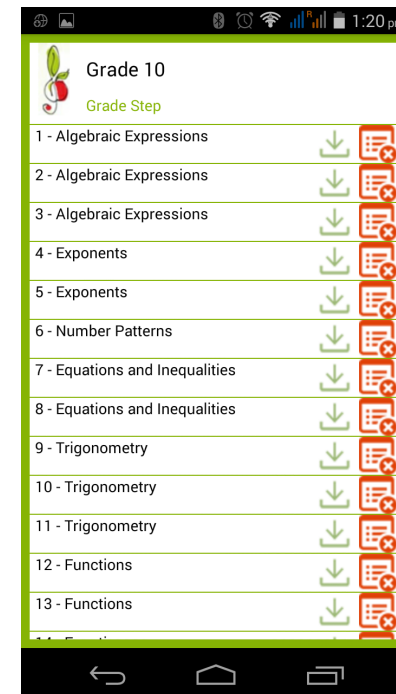 R
1:20
Grade 10
Grade Step
1 - Algebraic Expressions
2 - Algebraic Expressions
3 - Algebraic Expressions
4 - Exponents
5 - Exponents
6 - Number Patterns
7 - Equations and Inequalities
8 - Equations and Inequalities
9 - Trigonometry
10 - Trigonometry
11 - Trigonometry
12 - Functions
13 - Functions